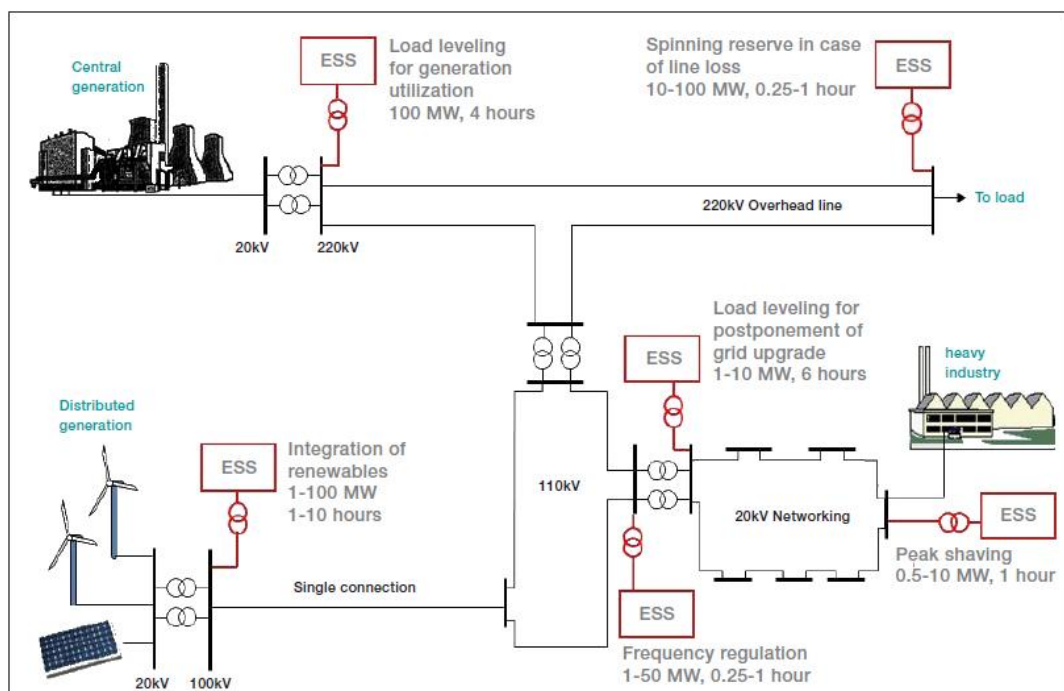 Central
generation
ESS
Load leveling
for generation
utilization
100 MW, 4 hours
Spinning reserve in case
of line loss
10-100 MW, 0.25-1 hour
ESS
20kV
220kV
220kV Overhead line
To load
ESS
Load leveling for
postponement of
grid upgrade
1-10 MW, 6 hours
heavy
industry
Distributed
generation
ESS
Integration of
renewables
1-100 MW
1-10 hours
110kV
20kV Networking
ESS
Peak shaving
0.5-10 MW, 1 hour
Single connection
ESS
Frequency regulation
1-50 MW, 0.25-1 hour
20kV
100kV